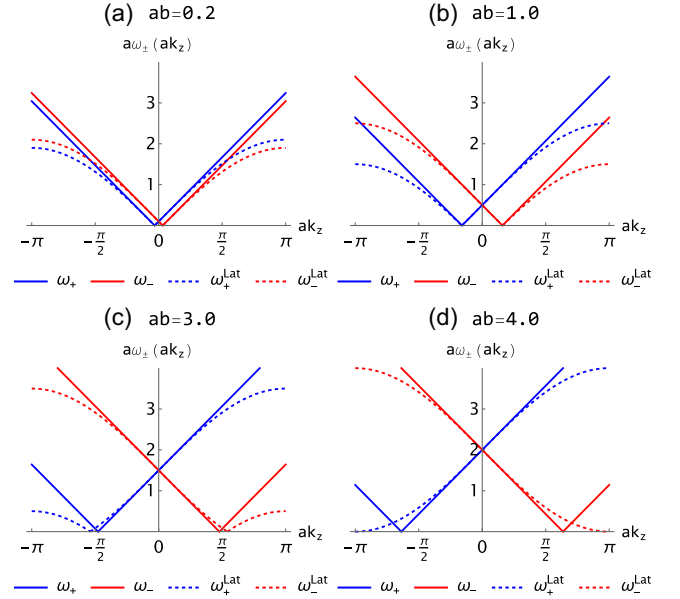 (a) ab=0.2
aω±(akz)
3
2
1
-π -π/2 0 π/2 π akz
ω+ ω- ω+Lat ω-Lat
(b) ab=1.0
aω±(akz)
3
2
1
-π -π/2 0 π/2 π akz
ω+ ω- ω+Lat ω-Lat
(c) ab=3.0
aω±(akz)
3
2
1
-π -π/2 0 π/2 π akz
ω+ ω- ω+Lat ω-Lat
(d) ab=4.0
aω±(akz)
3
2
1
-π -π/2 0 π/2 π akz
ω+ ω- ω+Lat ω-Lat